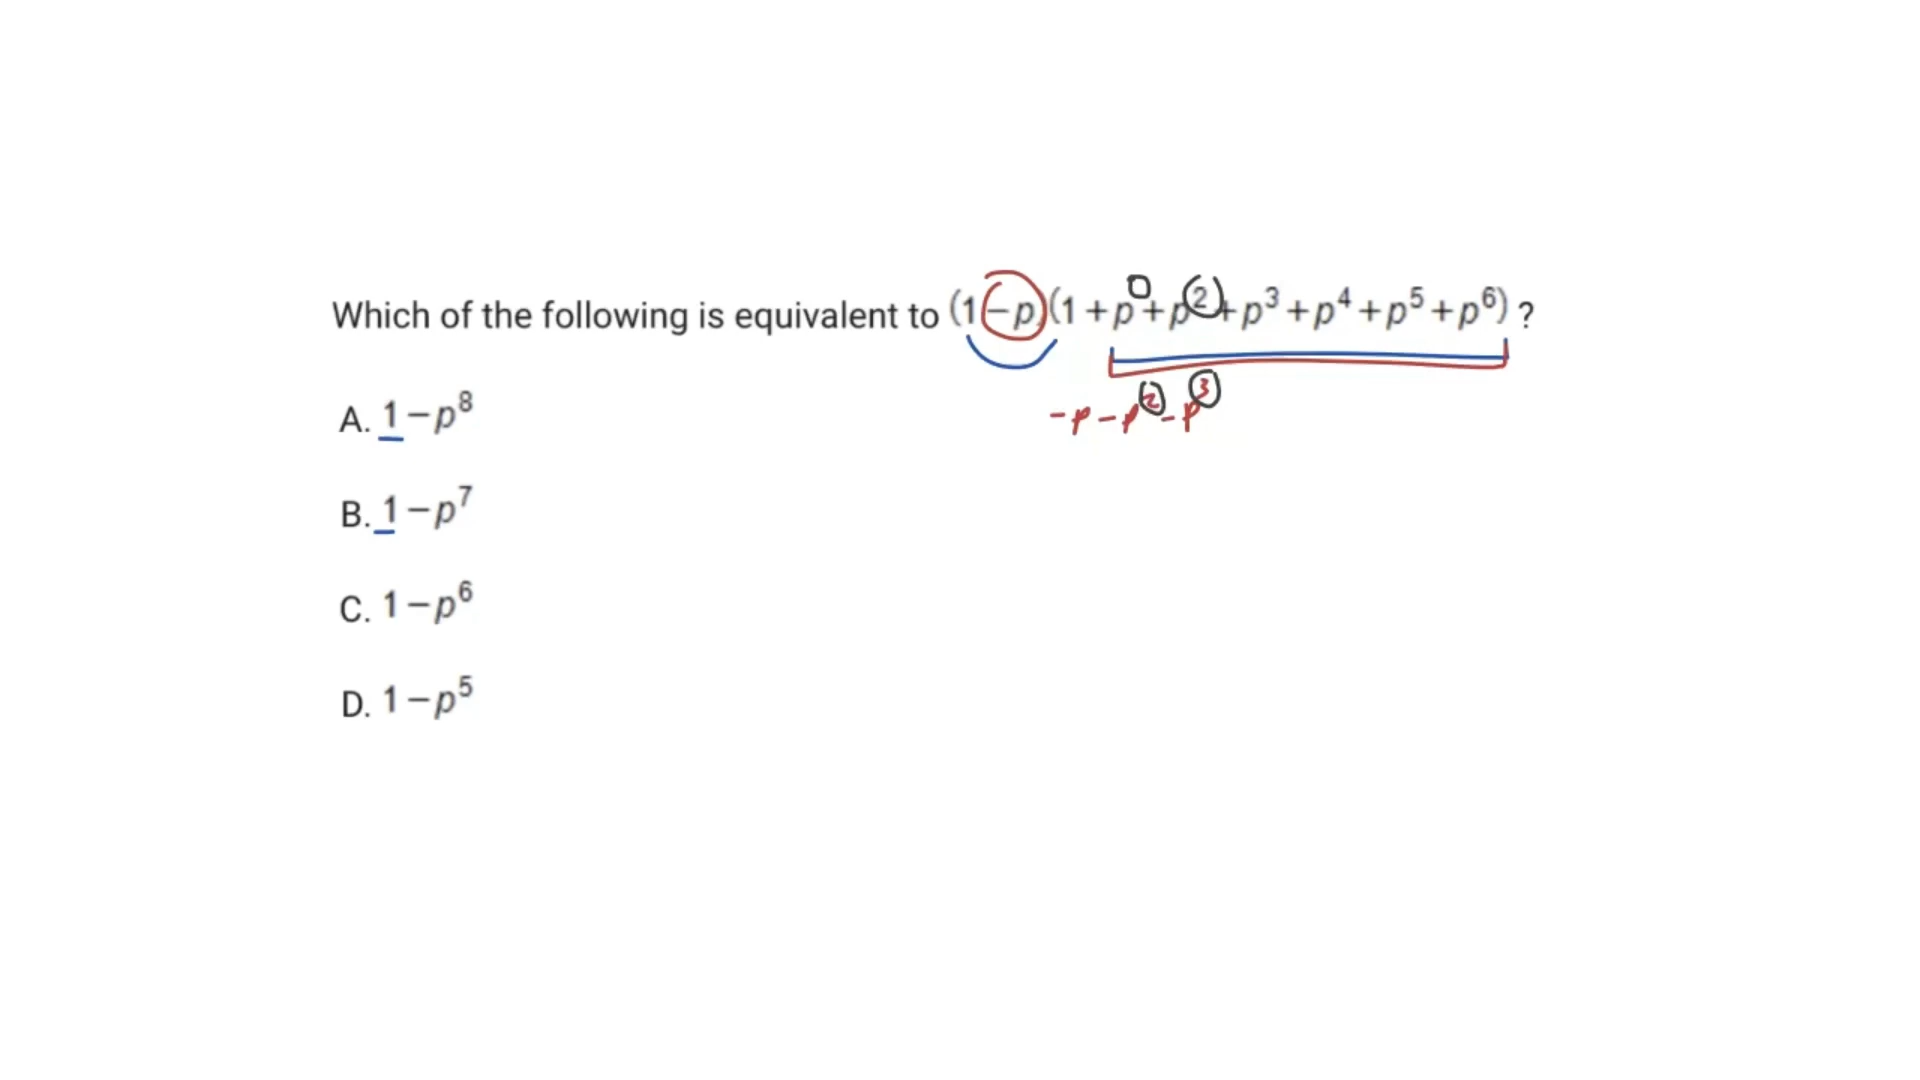 Which of the following is equivalent to (1−p)(1+p+p²+p³+p⁴+p⁵+p⁶)?
−p−p²−p³
A. 1−p⁸
B. 1−p⁷
C. 1−p⁶
D. 1−p⁵